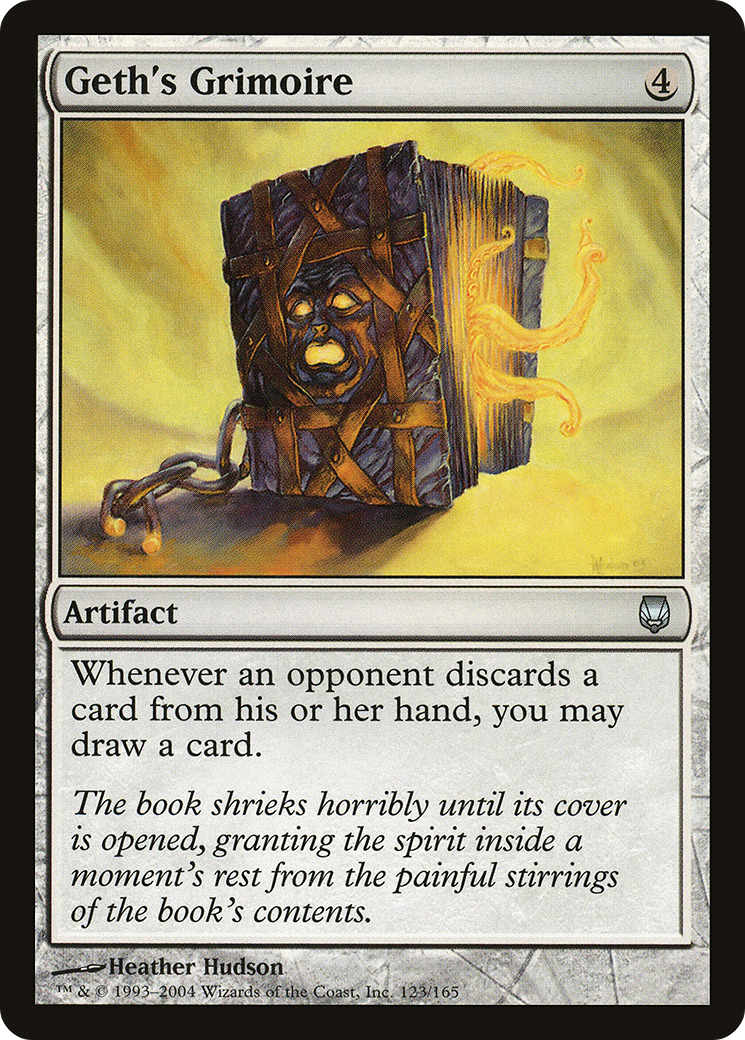 Geth's Grimoire
4
Artifact
Whenever an opponent discards a
card from his or her hand, you may
draw a card.
The book shrieks horribly until its cover
is opened, granting the spirit inside a
moment's rest from the painful stirrings
of the book's contents.
Heather Hudson
™ & © 1993–2004 Wizards of the Coast, Inc. 123/165